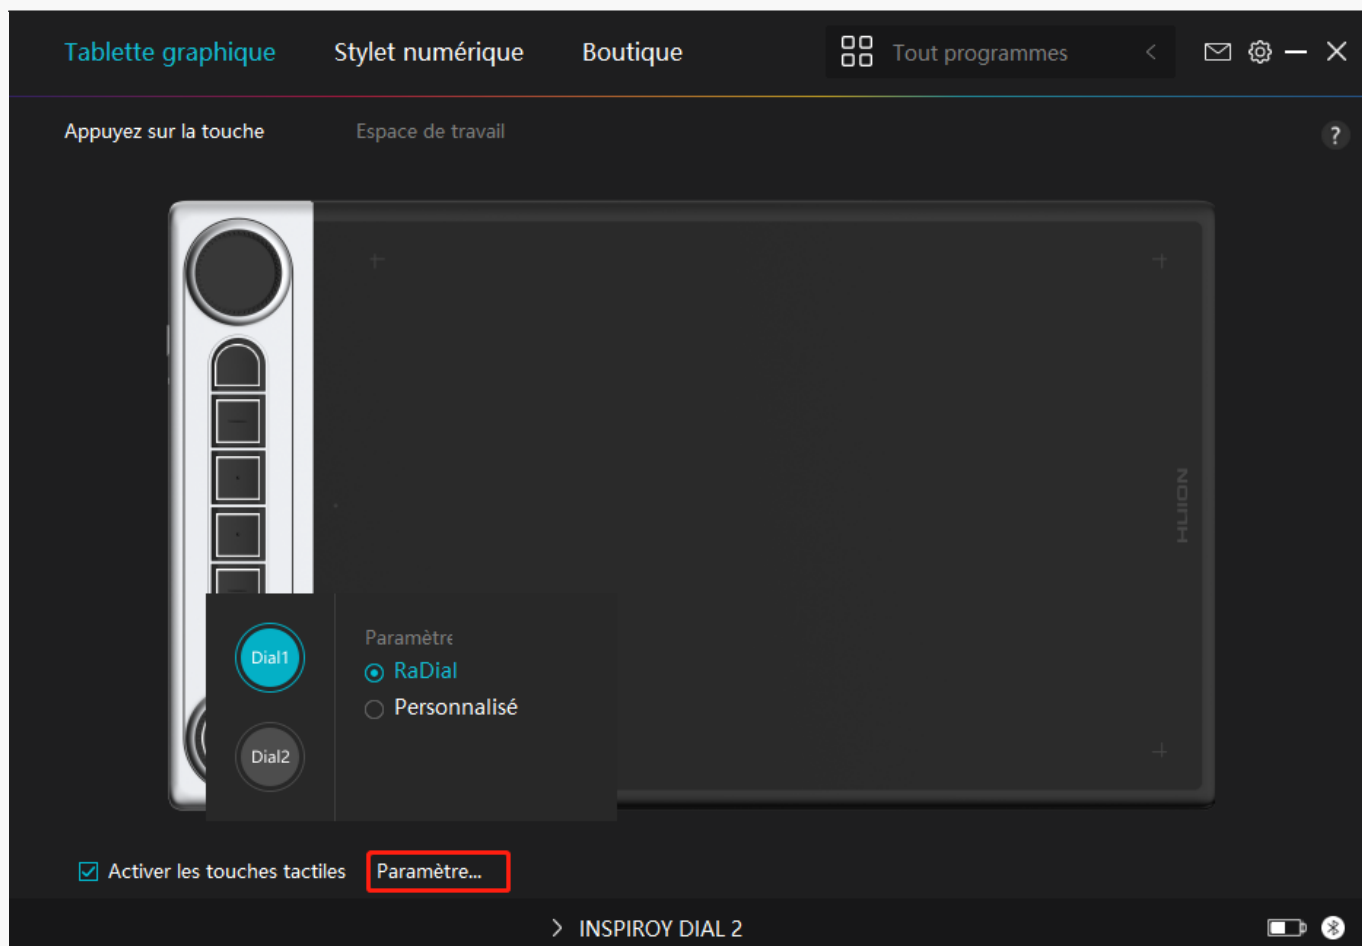 Tablette graphique Stylet numérique Boutique Tout programmes
Appuyez sur la touche Espace de travail ?
HUION
Dial1
Paramètre
RaDial
Personnalisé
Dial2
Activer les touches tactiles Paramètre...
INSPIROY DIAL 2